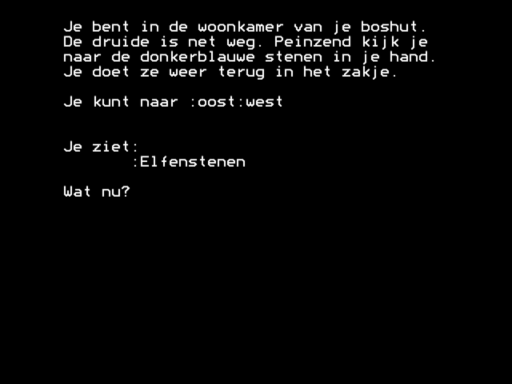 Je bent in de woonkamer van je boshut.
De druide is net weg. Peinzend kijk je
naar de donkerblauwe stenen in je hand.
Je doet ze weer terug in het zakje.
Je kunt naar :oost:west
Je ziet:
:Elfenstenen
Wat nu?